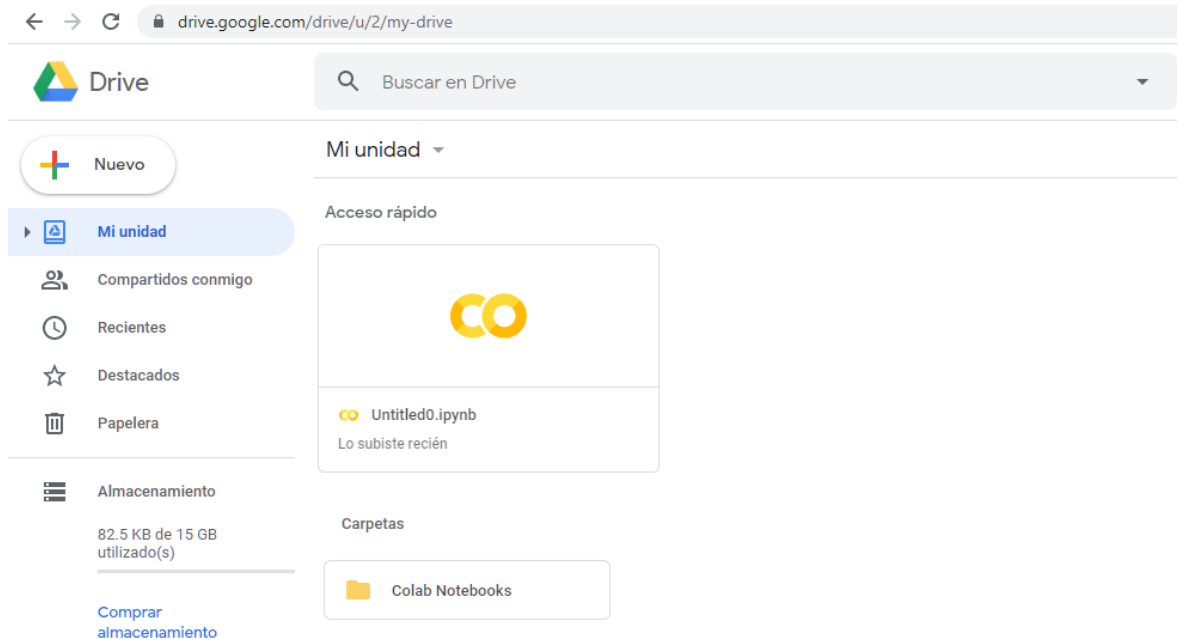 drive.google.com/drive/u/2/my-drive
Drive
Buscar en Drive
Nuevo
Mi unidad
Compartidos conmigo
Recientes
Destacados
Papelera
Almacenamiento
82.5 KB de 15 GB
utilizado(s)
Comprar
almacenamiento
Mi unidad
Acceso rápido
CO
CO Untitled0.ipynb
Lo subiste recién
Carpetas
Colab Notebooks